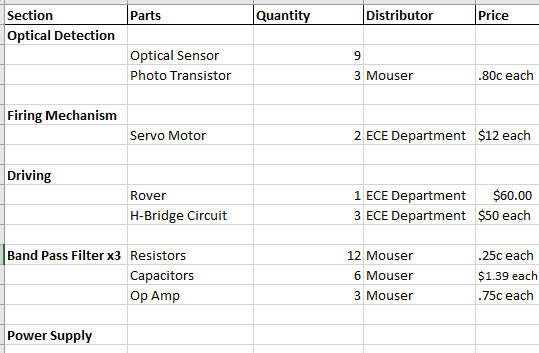 Section Parts Quantity Distributor Price
Optical Detection
Optical Sensor 9
Photo Transistor 3 Mouser .80c each
Firing Mechanism
Servo Motor 2 ECE Department $12 each
Driving
Rover 1 ECE Department $60.00
H-Bridge Circuit 3 ECE Department $50 each
Band Pass Filter x3 Resistors 12 Mouser .25c each
Capacitors 6 Mouser $1.39 each
Op Amp 3 Mouser .75c each
Power Supply